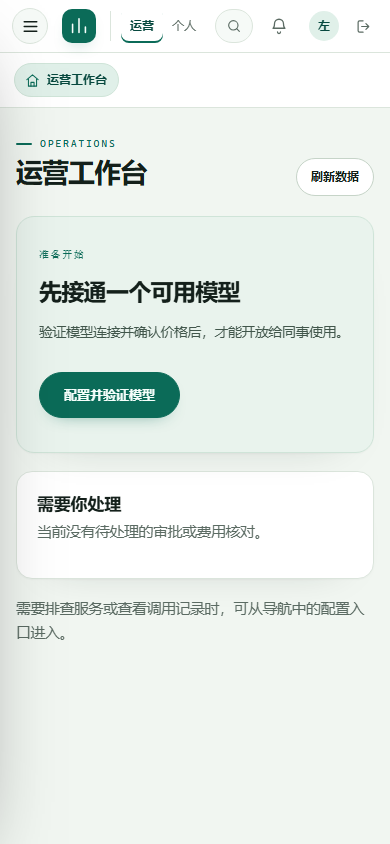 运营 个人 左
运营工作台
OPERATIONS
运营工作台
刷新数据
准备开始
先接通一个可用模型
验证模型连接并确认价格后，才能开放给同事使用。
配置并验证模型
需要你处理
当前没有待处理的审批或费用核对。
需要排查服务或查看调用记录时，可从导航中的配置入
口进入。